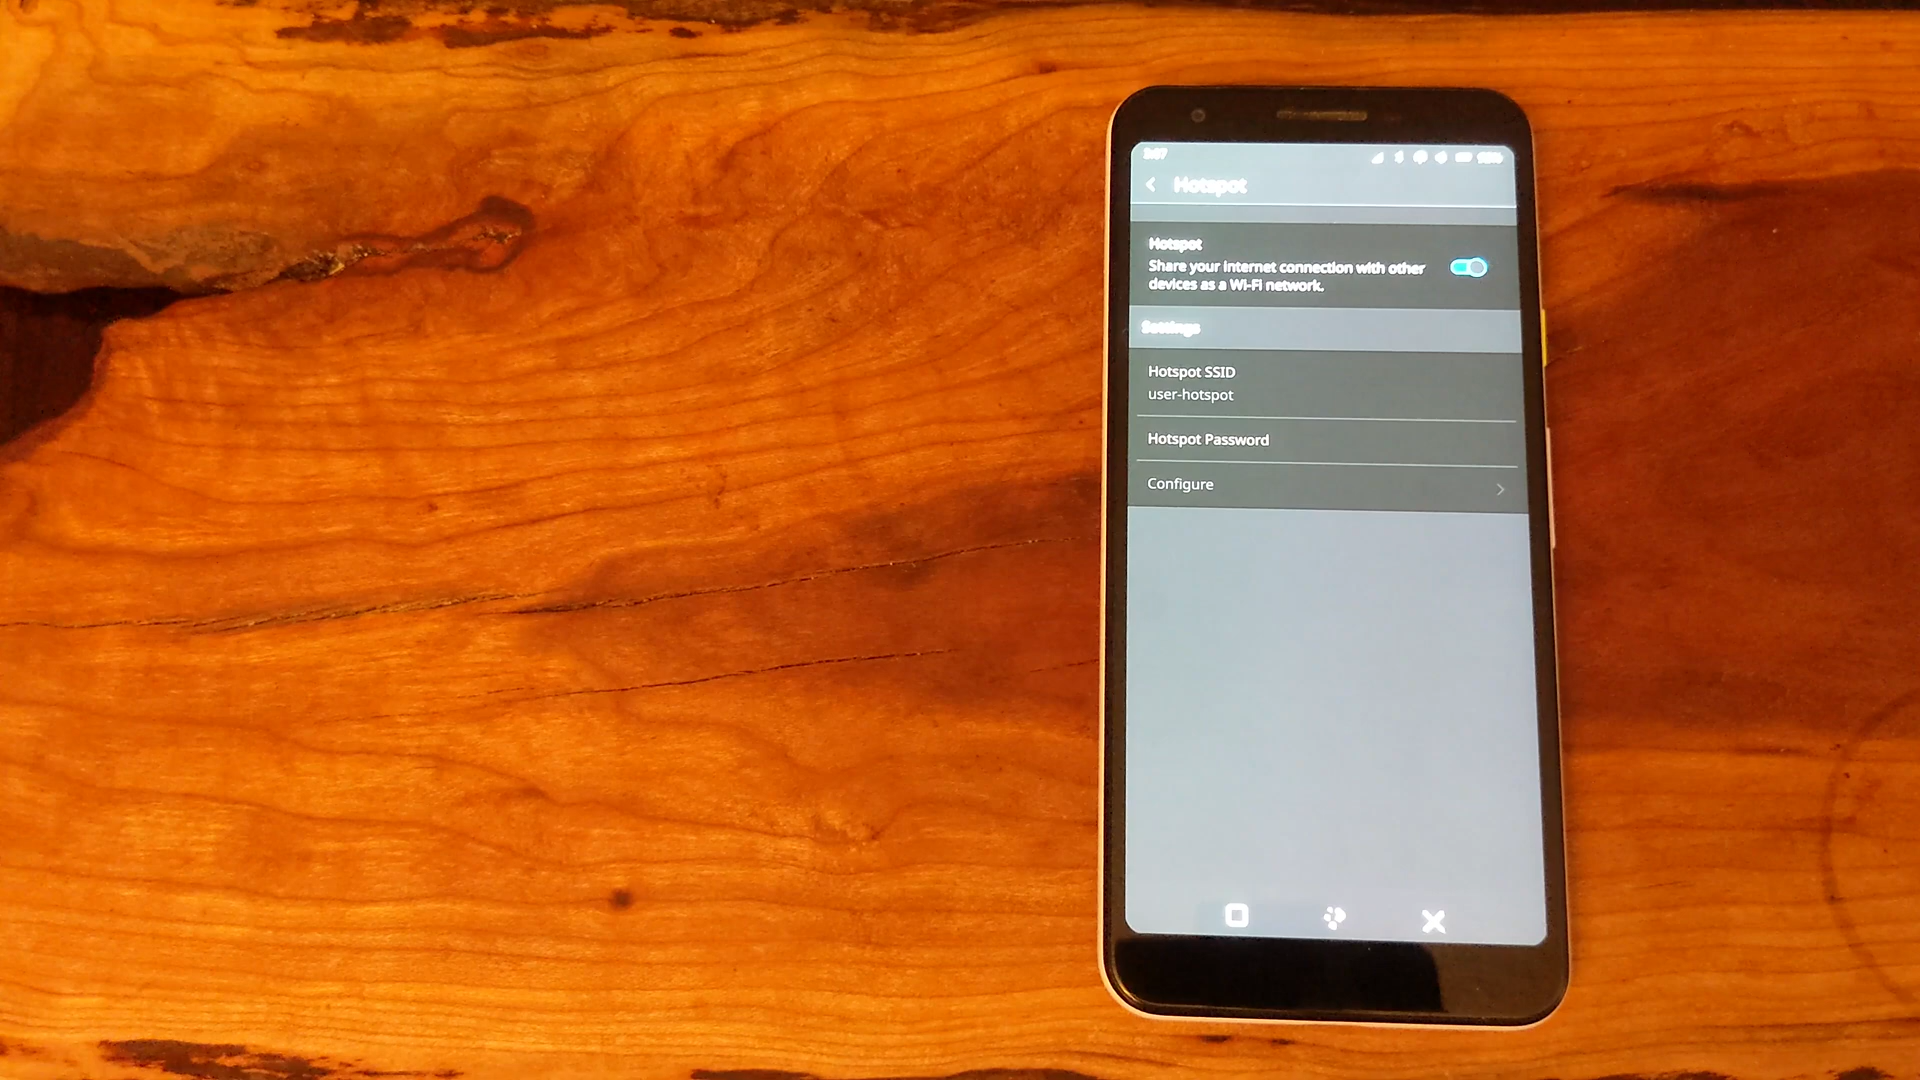 Hotspot
Hotspot
Share your internet connection with other
devices as a Wi-Fi network.
Settings
Hotspot SSID
user-hotspot
Hotspot Password
Configure